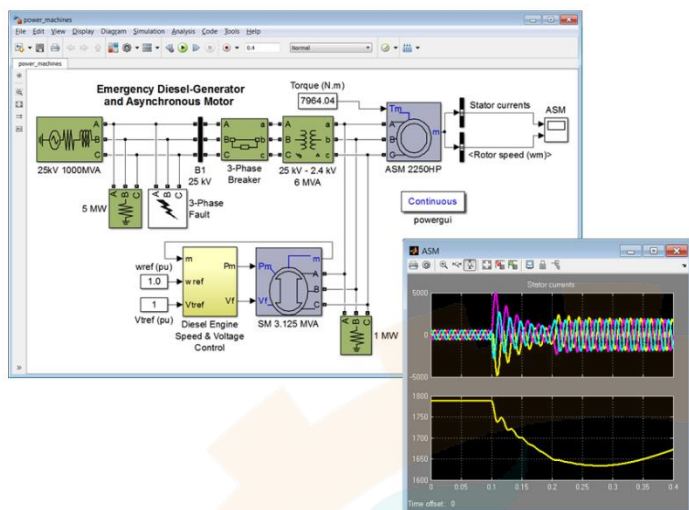 power_machines
File Edit View Display Diagram Simulation Analysis Code Tools Help
0.4 Normal
power_machines
Emergency Diesel-Generator
and Asynchronous Motor
Torque (N.m)
7964.04
Tm
Stator currents
ASM
<Rotor speed (wm)>
m
A A A a A a A
B B B b B b B
C C C c C c C
25kV 1000MVA
B1
25 kV
3-Phase
Breaker
25 kV - 2.4 kV
6 MVA
ASM 2250HP
A B C
A B C
5 MW
3-Phase
Fault
Continuous
powergui
wref (pu)
1.0
1
Vtref (pu)
m
w ref
Vtref
Pm
Vf
Diesel Engine
Speed & Voltage
Control
Pm
Vf
m
A
B
C
SM 3.125 MVA
A B C
1 MW
ASM
Stator currents
5000
0
-5000
1800
1750
1700
1650
1600
0 0.05 0.1 0.15 0.2 0.25 0.3 0.35 0.4
Time offset: 0